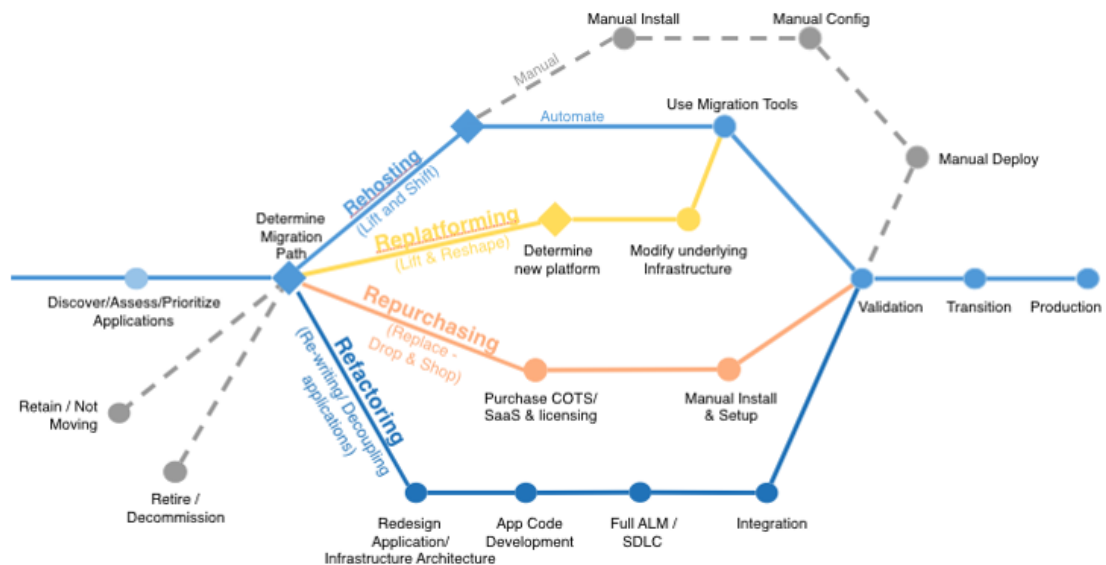 Manual Install
Manual Config
Manual
Use Migration Tools
Automate
Manual Deploy
Rehosting
(Lift and Shift)
Determine
Migration
Path
Replatforming
(Lift & Reshape)
Determine
new platform
Modify underlying
Infrastructure
Discover/Assess/Prioritize
Applications
Validation
Transition
Production
Repurchasing
(Replace -
Drop & Shop)
Purchase COTS/
SaaS & licensing
Manual Install
& Setup
Refactoring
(Re-writing/ Decoupling
applications)
Retain / Not
Moving
Retire /
Decommission
Redesign
Application/
Infrastructure Architecture
App Code
Development
Full ALM /
SDLC
Integration